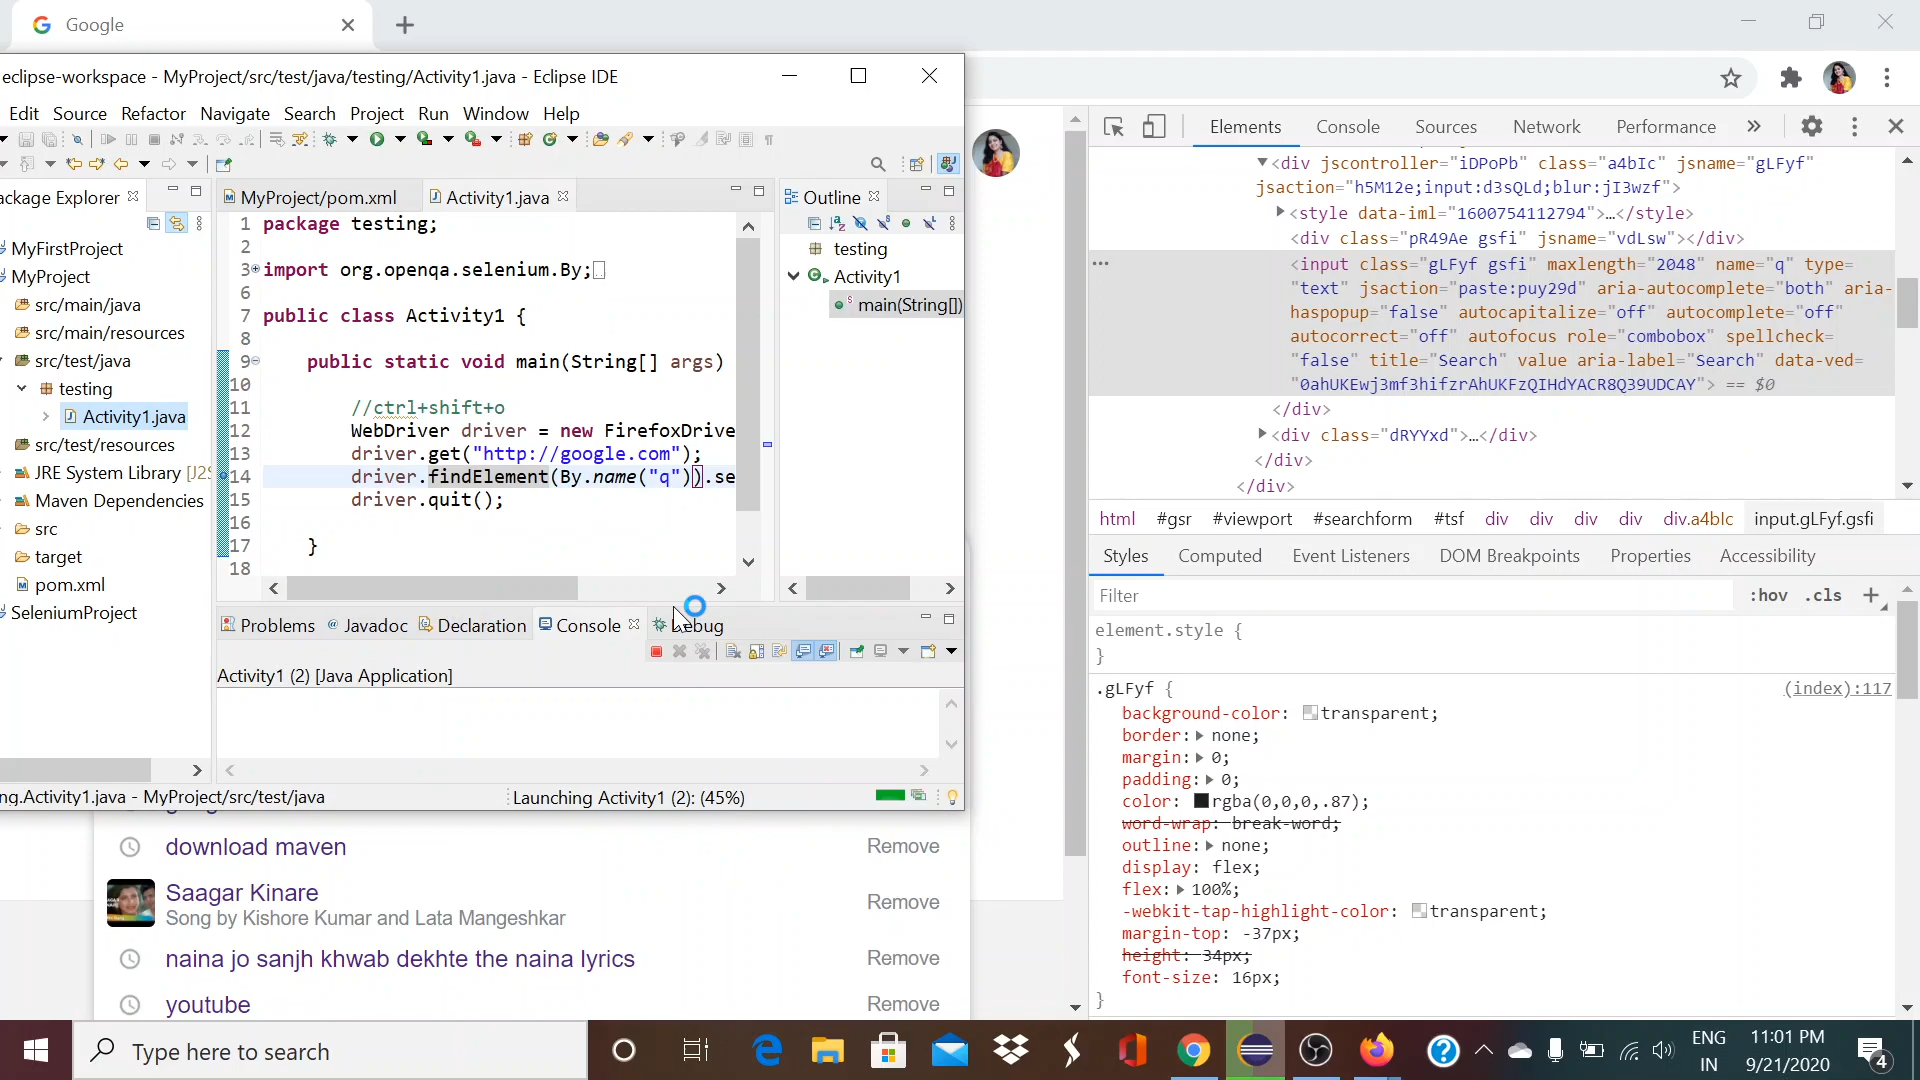 Google
eclipse-workspace - MyProject/src/test/java/testing/Activity1.java - Eclipse IDE
Edit Source Refactor Navigate Search Project Run Window Help
ackage Explorer
MyFirstProject
MyProject
src/main/java
src/main/resources
src/test/java
testing
Activity1.java
src/test/resources
JRE System Library [J2S
Maven Dependencies
src
target
pom.xml
SeleniumProject
MyProject/pom.xml Activity1.java
1 package testing;
2
3 import org.openqa.selenium.By;
6
7 public class Activity1 {
8
9 public static void main(String[] args)
10
11 //ctrl+shift+o
12 WebDriver driver = new FirefoxDrive
13 driver.get("http://google.com");
14 driver.findElement(By.name("q")).se
15 driver.quit();
16
17 }
18
Outline
testing
Activity1
main(String[])
Problems @ Javadoc Declaration Console Debug
Activity1 (2) [Java Application]
ng.Activity1.java - MyProject/src/test/java
Launching Activity1 (2): (45%)
download maven Remove
Saagar Kinare
Song by Kishore Kumar and Lata Mangeshkar Remove
naina jo sanjh khwab dekhte the naina lyrics Remove
youtube Remove
Elements Console Sources Network Performance »
<div jscontroller="iDPoPb" class="a4bIc" jsname="gLFyf"
jsaction="h5M12e;input:d3sQLd;blur:jI3wzf">
<style data-iml="1600754112794">…</style>
<div class="pR49Ae gsfi" jsname="vdLsw"></div>
<input class="gLFyf gsfi" maxlength="2048" name="q" type=
"text" jsaction="paste:puy29d" aria-autocomplete="both" aria-
haspopup="false" autocapitalize="off" autocomplete="off"
autocorrect="off" autofocus role="combobox" spellcheck=
"false" title="Search" value aria-label="Search" data-ved=
"0ahUKEwj3mf3hifzrAhUKFzQIHdYACR8Q39UDCAY"> == $0
</div>
<div class="dRYYxd">…</div>
</div>
</div>
html #gsr #viewport #searchform #tsf div div div div div.a4bIc input.gLFyf.gsfi
Styles Computed Event Listeners DOM Breakpoints Properties Accessibility
Filter :hov .cls +
element.style {
}
.gLFyf { (index):117
background-color: transparent;
border: none;
margin: 0;
padding: 0;
color: rgba(0,0,0,.87);
word-wrap: break-word;
outline: none;
display: flex;
flex: 100%;
-webkit-tap-highlight-color: transparent;
margin-top: -37px;
height: 34px;
font-size: 16px;
}
Type here to search
ENG
IN
11:01 PM
9/21/2020
4